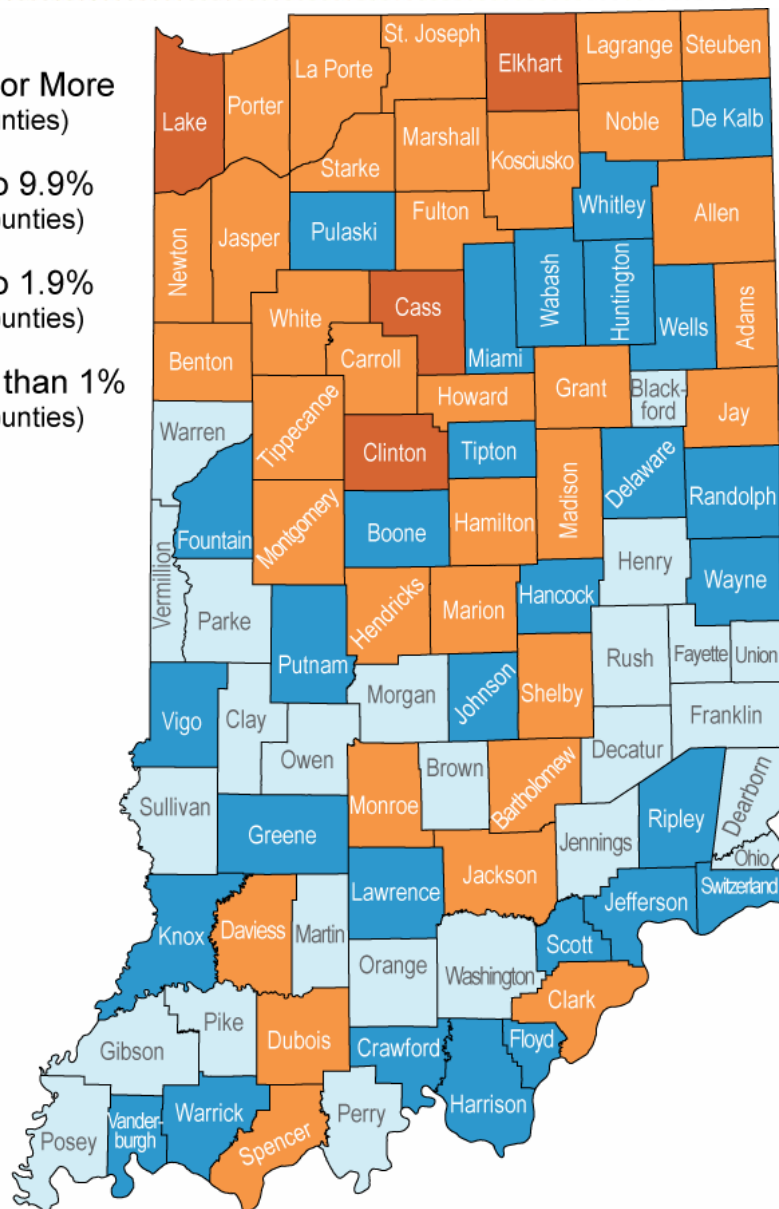 or More
nties)
o 9.9%
unties)
o 1.9%
unties)
than 1%
unties)
St. Joseph
Elkhart
Lagrange
Steuben
La Porte
Lake
Porter
Marshall
Noble
De Kalb
Starke
Kosciusko
Newton
Jasper
Pulaski
Fulton
Whitley
Allen
White
Cass
Miami
Wabash
Huntington
Wells
Adams
Benton
Carroll
Howard
Grant
Black-
ford
Jay
Warren
Tippecanoe
Clinton
Tipton
Madison
Delaware
Randolph
Fountain
Montgomery
Boone
Hamilton
Henry
Wayne
Vermillion
Parke
Putnam
Hendricks
Marion
Hancock
Rush
Fayette
Union
Vigo
Clay
Morgan
Johnson
Shelby
Franklin
Owen
Decatur
Sullivan
Greene
Monroe
Brown
Bartholomew
Jennings
Ripley
Dearborn
Ohio
Knox
Daviess
Martin
Lawrence
Jackson
Jefferson
Switzerland
Orange
Washington
Scott
Clark
Gibson
Pike
Dubois
Crawford
Floyd
Harrison
Posey
Vander-
burgh
Warrick
Spencer
Perry